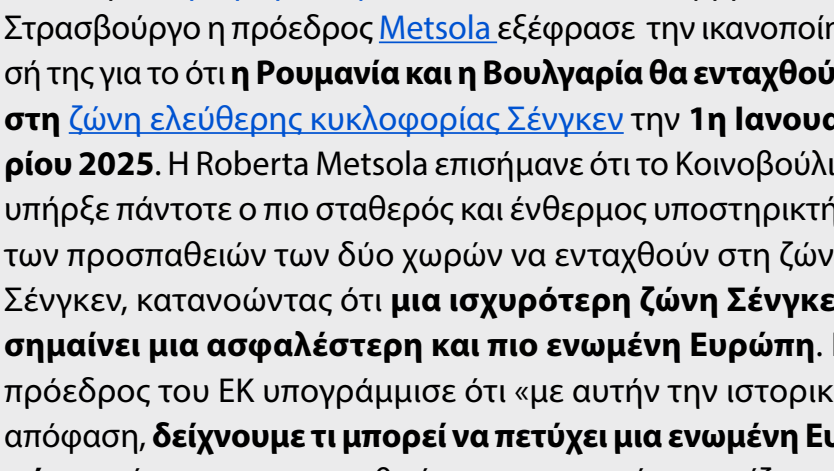 Στρασβούργο η πρόεδρος Metsola εξέφρασε την ικανοποίη
σή της για το ότι η Ρουμανία και η Βουλγαρία θα ενταχθού
στη ζώνη ελεύθερης κυκλοφορίας Σένγκεν την 1η Ιανουα
ρίου 2025. Η Roberta Metsola επισήμανε ότι το Κοινοβούλι
υπήρξε πάντοτε ο πιο σταθερός και ένθερμος υποστηρικτή
των προσπαθειών των δύο χωρών να ενταχθούν στη ζών
Σένγκεν, κατανοώντας ότι μια ισχυρότερη ζώνη Σένγκε
σημαίνει μια ασφαλέστερη και πιο ενωμένη Ευρώπη.
πρόεδρος του ΕΚ υπογράμμισε ότι «με αυτήν την ιστορικ
απόφαση, δείχνουμε τι μπορεί να πετύχει μια ενωμένη Ευ